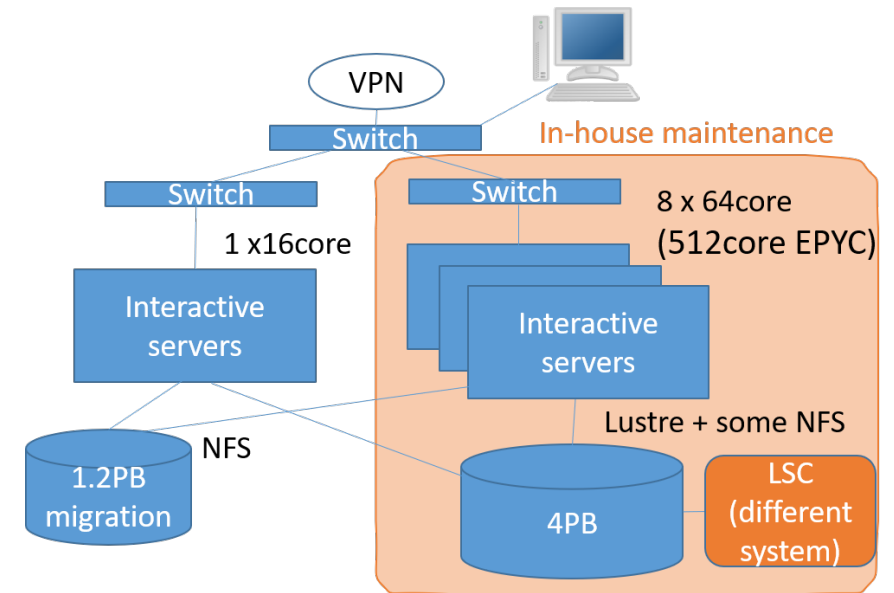 VPN
Switch
In-house maintenance
Switch
Switch
8 x 64core
(512core EPYC)
1 x16core
Interactive
servers
Interactive
servers
Lustre + some NFS
NFS
1.2PB
migration
4PB
LSC
(different
system)